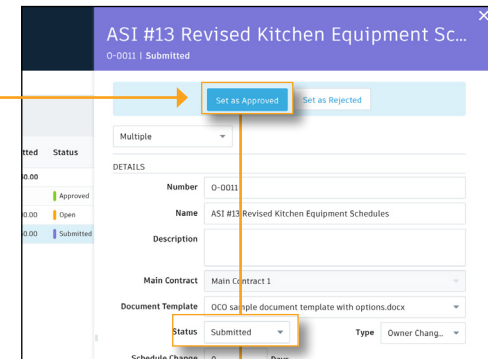 ASI #13 Revised Kitchen Equipment Sc...
0-0011 | Submitted
Set as Approved Set as Rejected
Multiple
Status
DETAILS
0.00
Number 0-0011
Approved
0.00 Open
Name ASI #13 Revised Kitchen Equipment Schedules
0.00 Submitted
Description
Main Contract Main Contract 1
Document Template OCO sample document template with options.docx
Status Submitted Type Owner Chang...
Schedule Change 0 Days